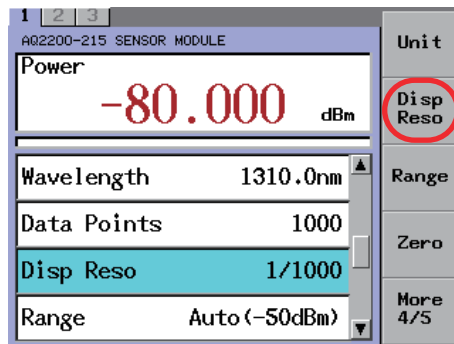 1 2 3
AQ2200-215 SENSOR MODULE
Power
-80.000 dBm
Wavelength 1310.0nm
Data Points 1000
Disp Reso 1/1000
Range Auto(-50dBm)
Unit
Disp
Reso
Range
Zero
More
4/5